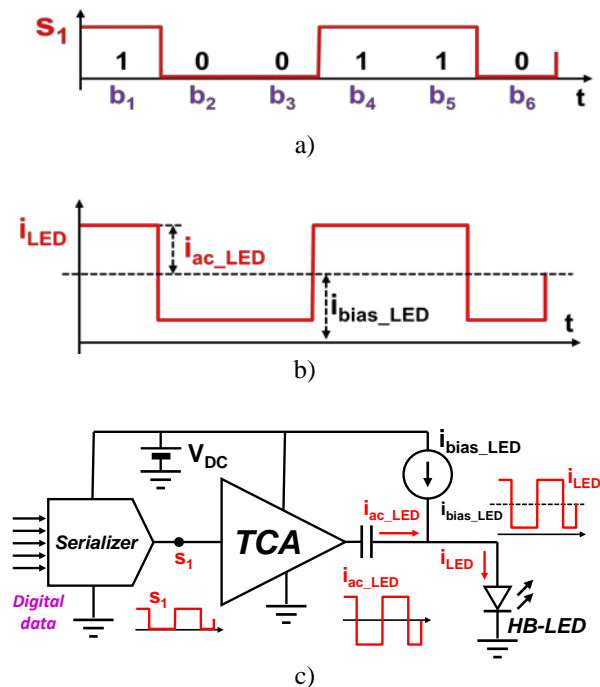 s1
1 0 0 1 1 0
b1 b2 b3 b4 b5 b6 t
a)
iLED
iac_LED
ibias_LED
t
b)
VDC
ibias_LED
iLED
iac_LED
ibias_LED
Serializer
s1
TCA
iLED
Digital
data
s1
iac_LED
HB-LED
c)